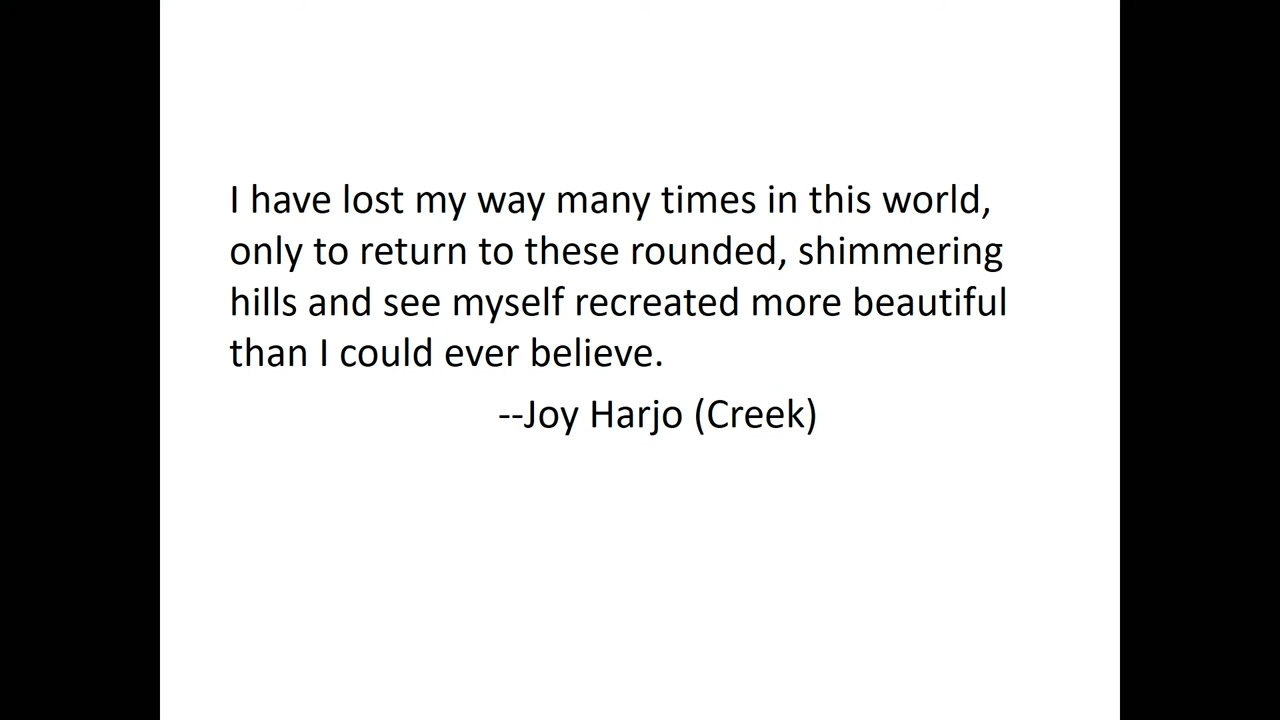 I have lost my way many times in this world,
only to return to these rounded, shimmering
hills and see myself recreated more beautiful
than I could ever believe.
--Joy Harjo (Creek)